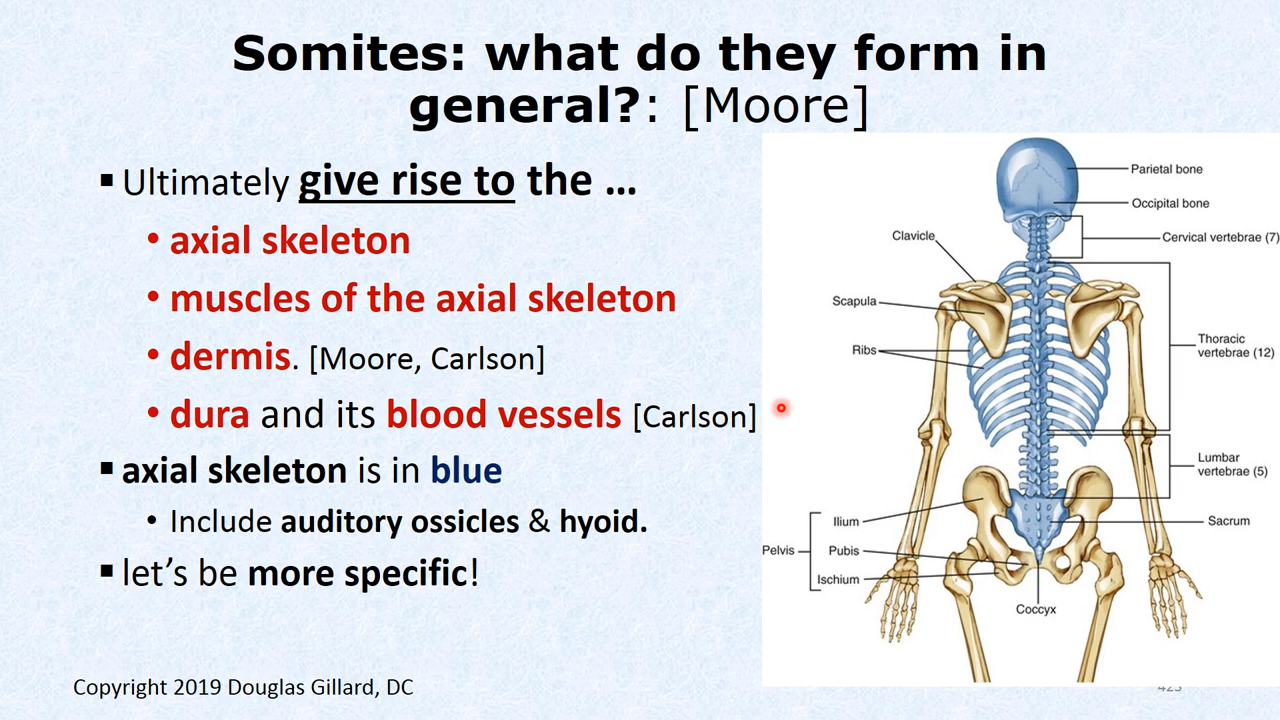 Somites: what do they form in
general?: [Moore]
▪ Ultimately give rise to the …
• axial skeleton
• muscles of the axial skeleton
• dermis. [Moore, Carlson]
• dura and its blood vessels [Carlson]
▪ axial skeleton is in blue
• Include auditory ossicles & hyoid.
▪ let’s be more specific!
Parietal bone
Occipital bone
Cervical vertebrae (7)
Clavicle
Scapula
Ribs
Thoracic
vertebrae (12)
Lumbar
vertebrae (5)
Ilium
Sacrum
Pelvis
Pubis
Ischium
Coccyx
Copyright 2019 Douglas Gillard, DC